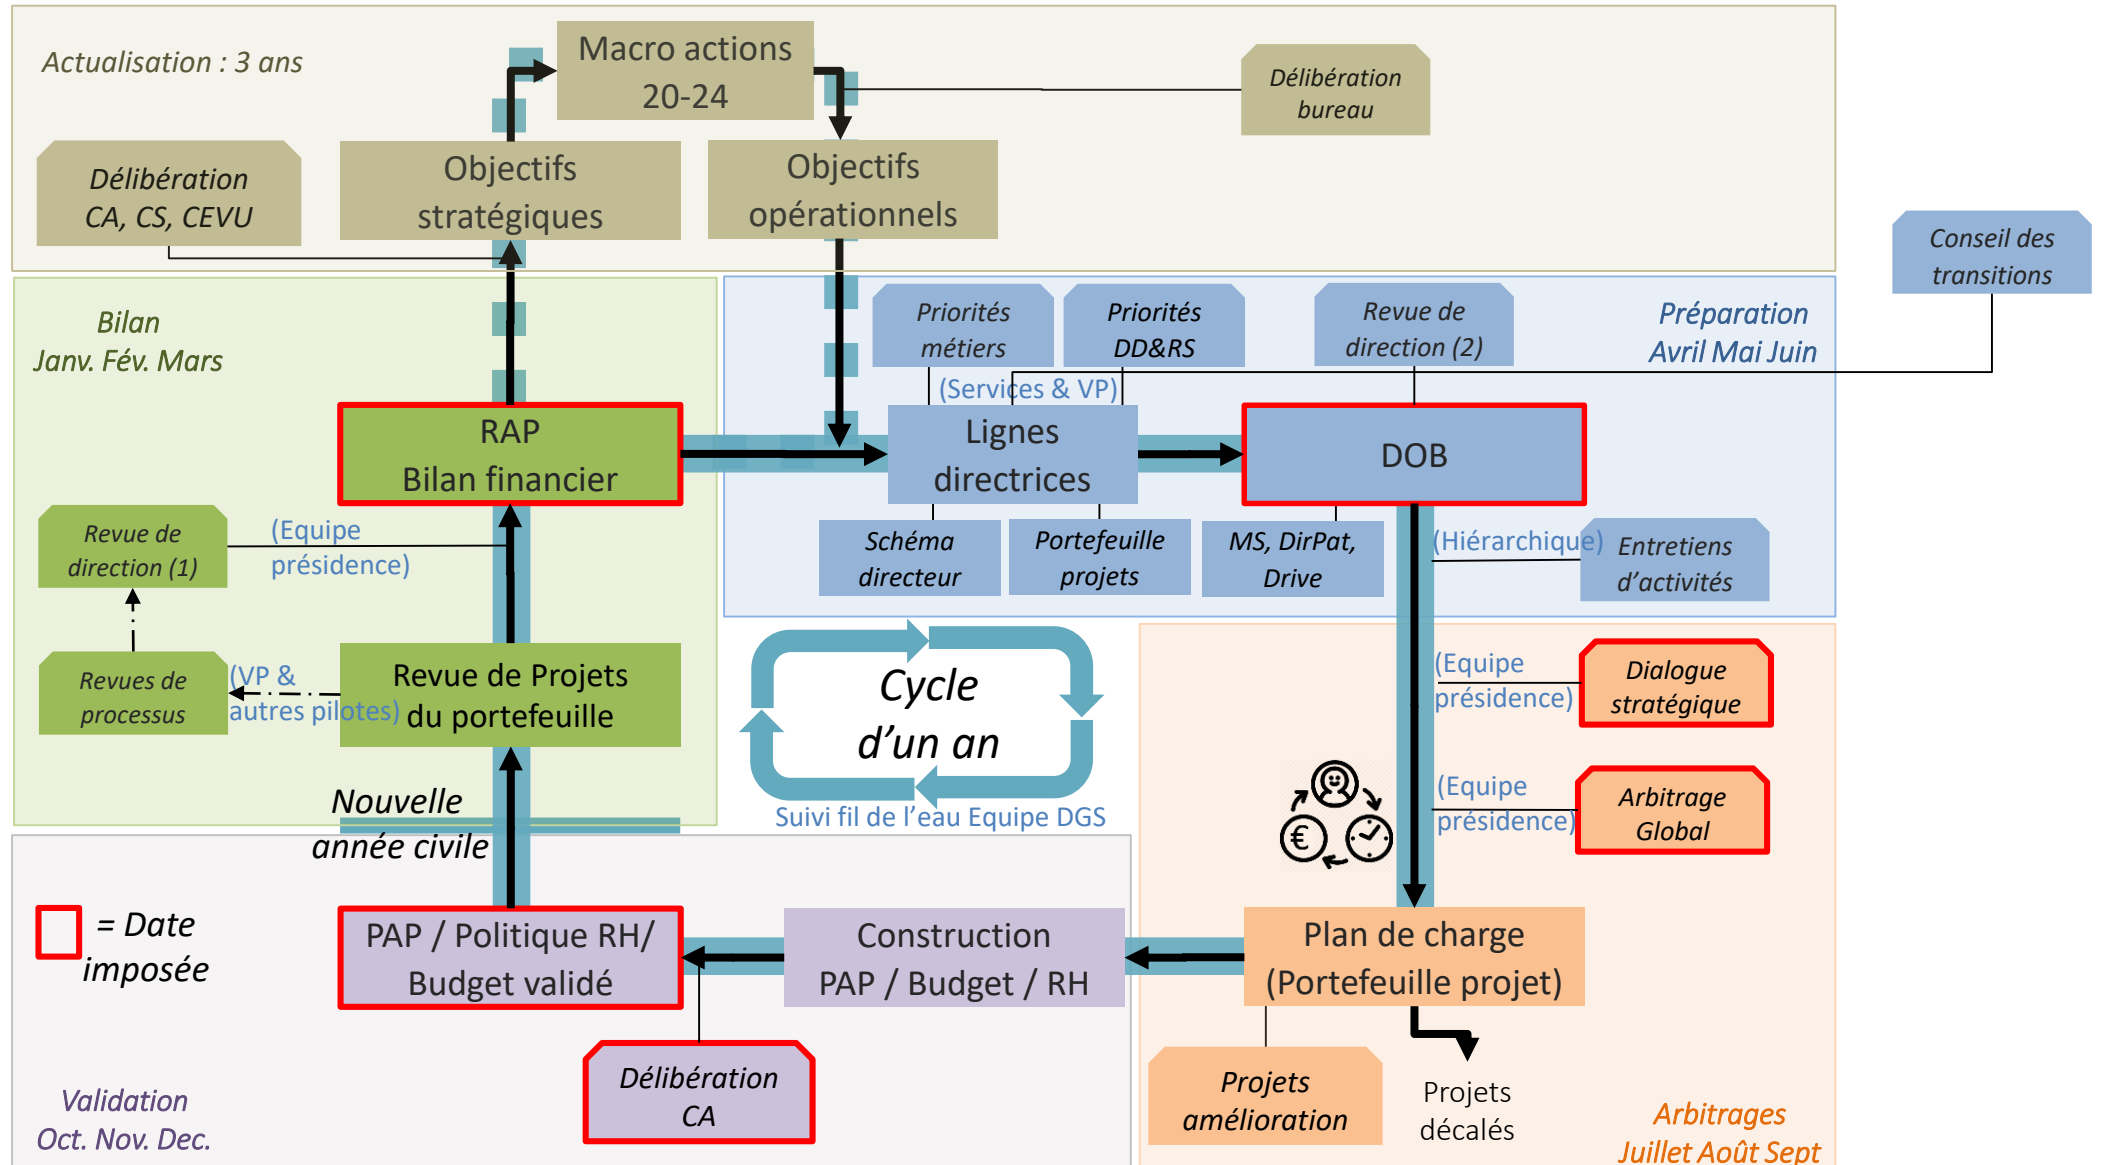 Actualisation : 3 ans
Macro actions
20-24
Délibération
bureau
Délibération
CA, CS, CEVU
Objectifs
stratégiques
Objectifs
opérationnels
Conseil des
transitions
Bilan
Janv. Fév. Mars
Priorités
métiers
Priorités
DD&RS
Revue de
direction (2)
Préparation
Avril Mai Juin
(Services & VP)
RAP
Bilan financier
Lignes
directrices
DOB
Revue de
direction (1)
(Equipe
présidence)
Schéma
directeur
Portefeuille
projets
MS, DirPat,
Drive
(Hiérarchique)
Entretiens
d’activités
Revues de
processus
(VP &
autres pilotes)
Revue de Projets
du portefeuille
Cycle
d’un an
Suivi fil de l’eau Equipe DGS
(Equipe
présidence)
Dialogue
stratégique
(Equipe
présidence)
Arbitrage
Global
€
Nouvelle
année civile
= Date
imposée
PAP / Politique RH/
Budget validé
Construction
PAP / Budget / RH
Plan de charge
(Portefeuille projet)
Délibération
CA
Projets
amélioration
Projets
décalés
Validation
Oct. Nov. Dec.
Arbitrages
Juillet Août Sept